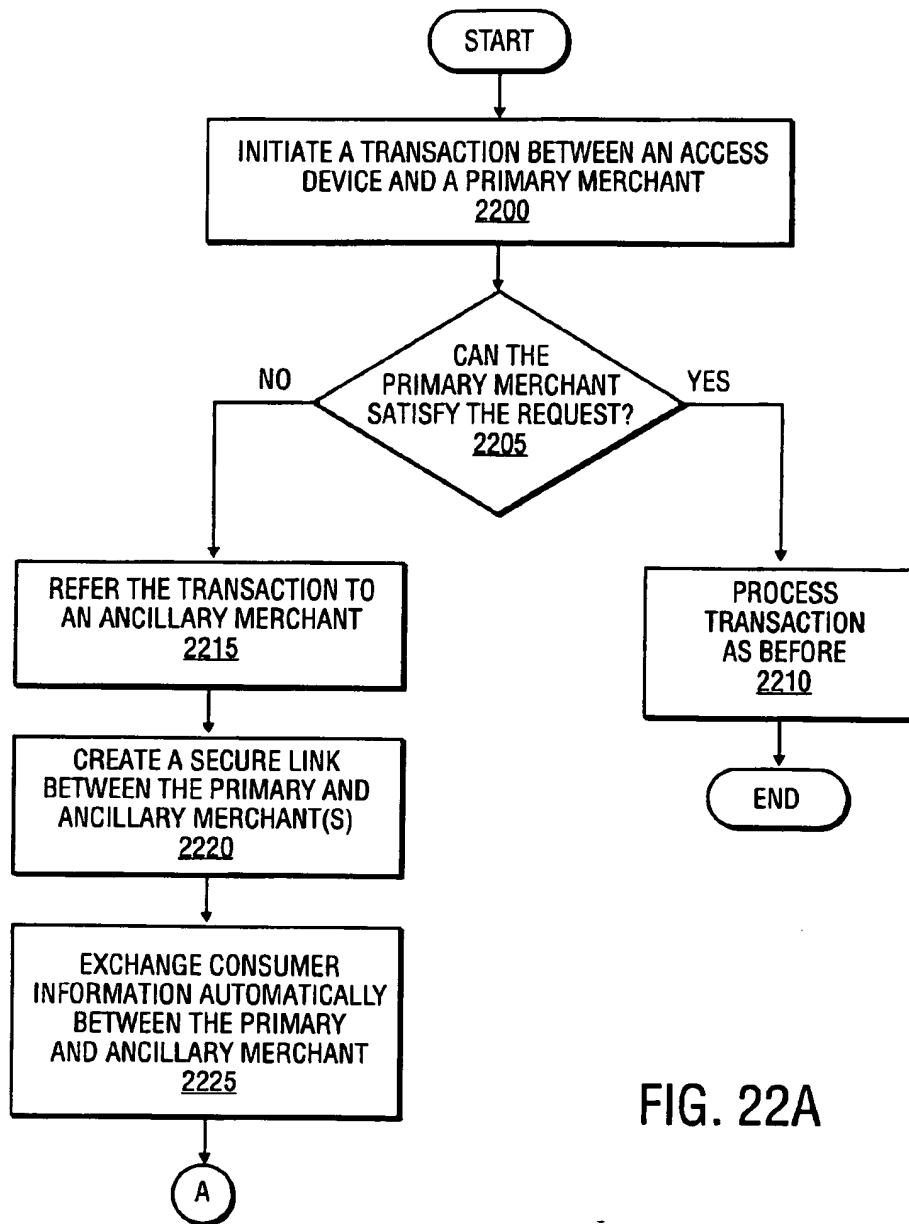 START
INITIATE A TRANSACTION BETWEEN AN ACCESS
DEVICE AND A PRIMARY MERCHANT
2200
CAN THE
PRIMARY MERCHANT
SATISFY THE REQUEST?
2205
NO
YES
REFER THE TRANSACTION TO
AN ANCILLARY MERCHANT
2215
PROCESS
TRANSACTION
AS BEFORE
2210
CREATE A SECURE LINK
BETWEEN THE PRIMARY AND
ANCILLARY MERCHANT(S)
2220
END
EXCHANGE CONSUMER
INFORMATION AUTOMATICALLY
BETWEEN THE PRIMARY
AND ANCILLARY MERCHANT
2225
A
FIG. 22A